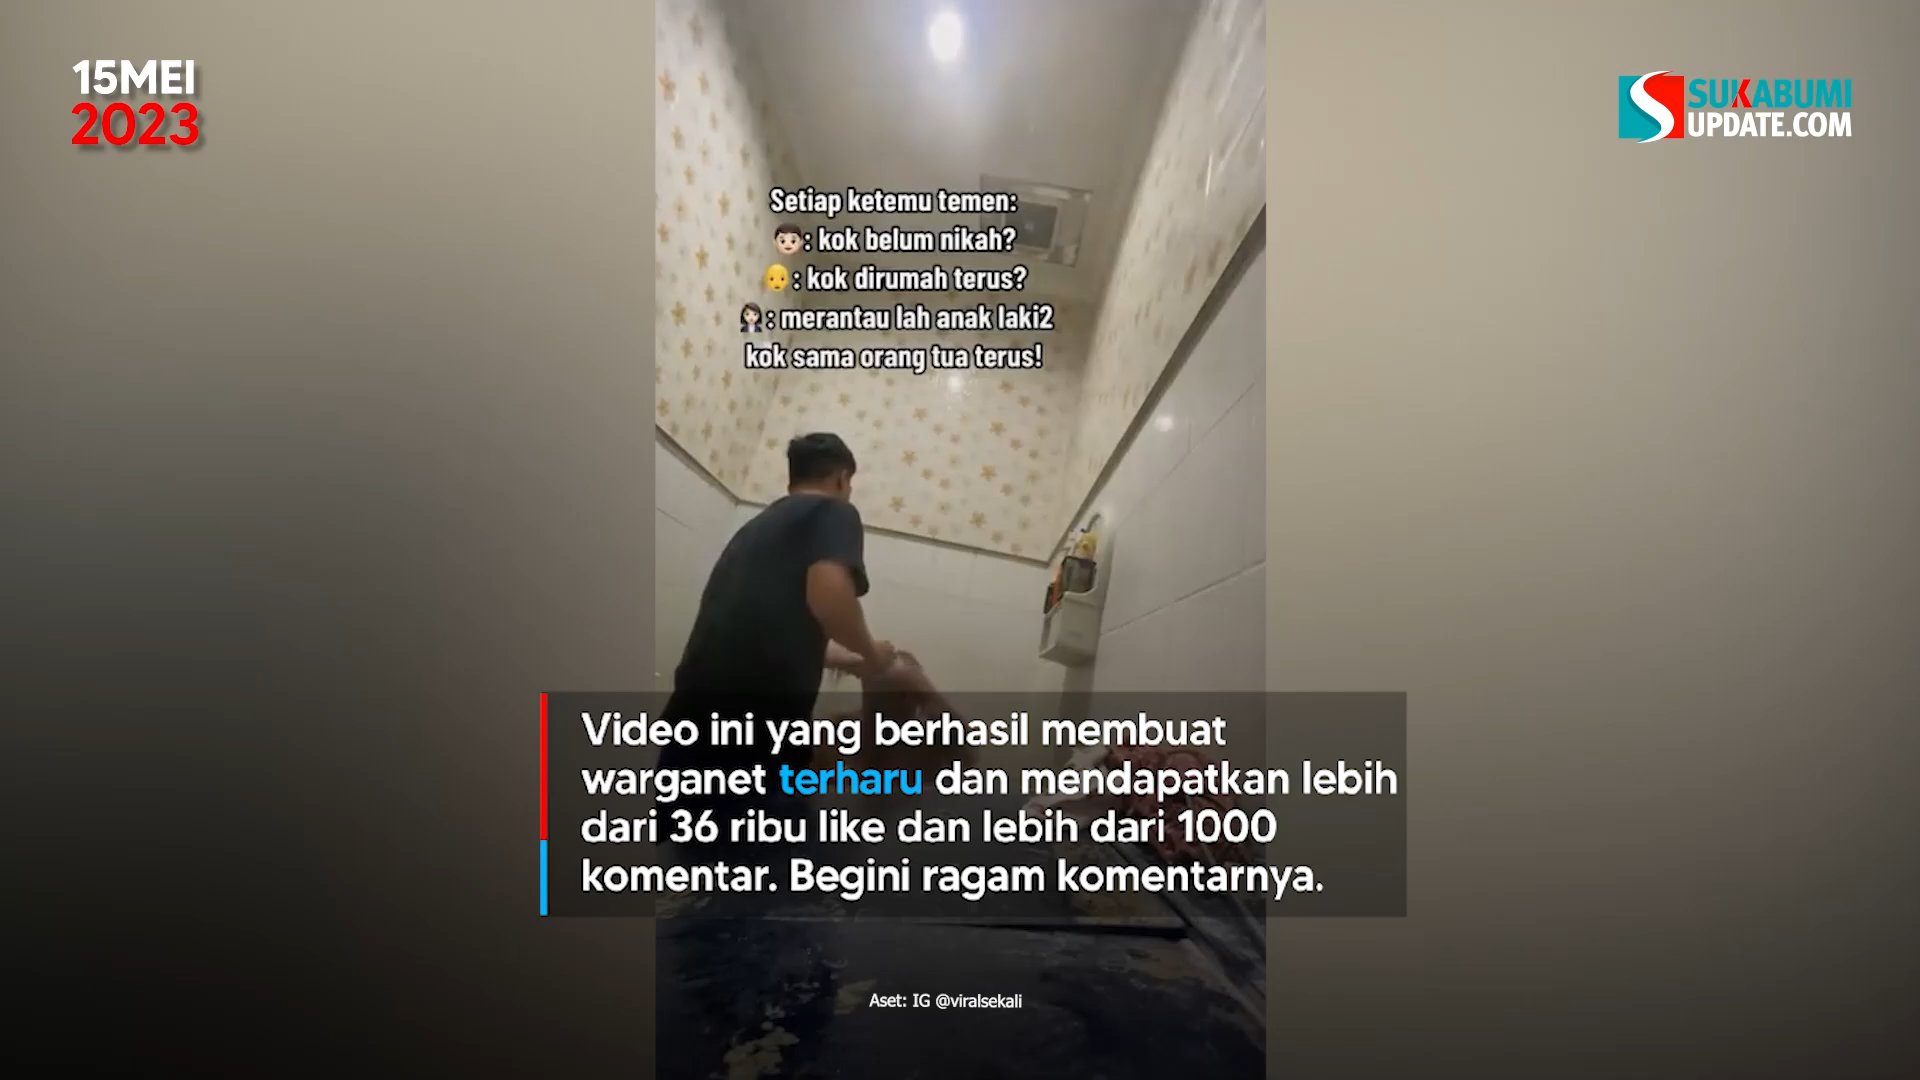 15MEI
2023
SUKABUMI
UPDATE.COM
Setiap ketemu temen:
: kok belum nikah?
: kok dirumah terus?
: merantau lah anak laki2
kok sama orang tua terus!
Video ini yang berhasil membuat
warganet terharu dan mendapatkan lebih
dari 36 ribu like dan lebih dari 1000
komentar. Begini ragam komentarnya.
Aset: IG @viralsekali